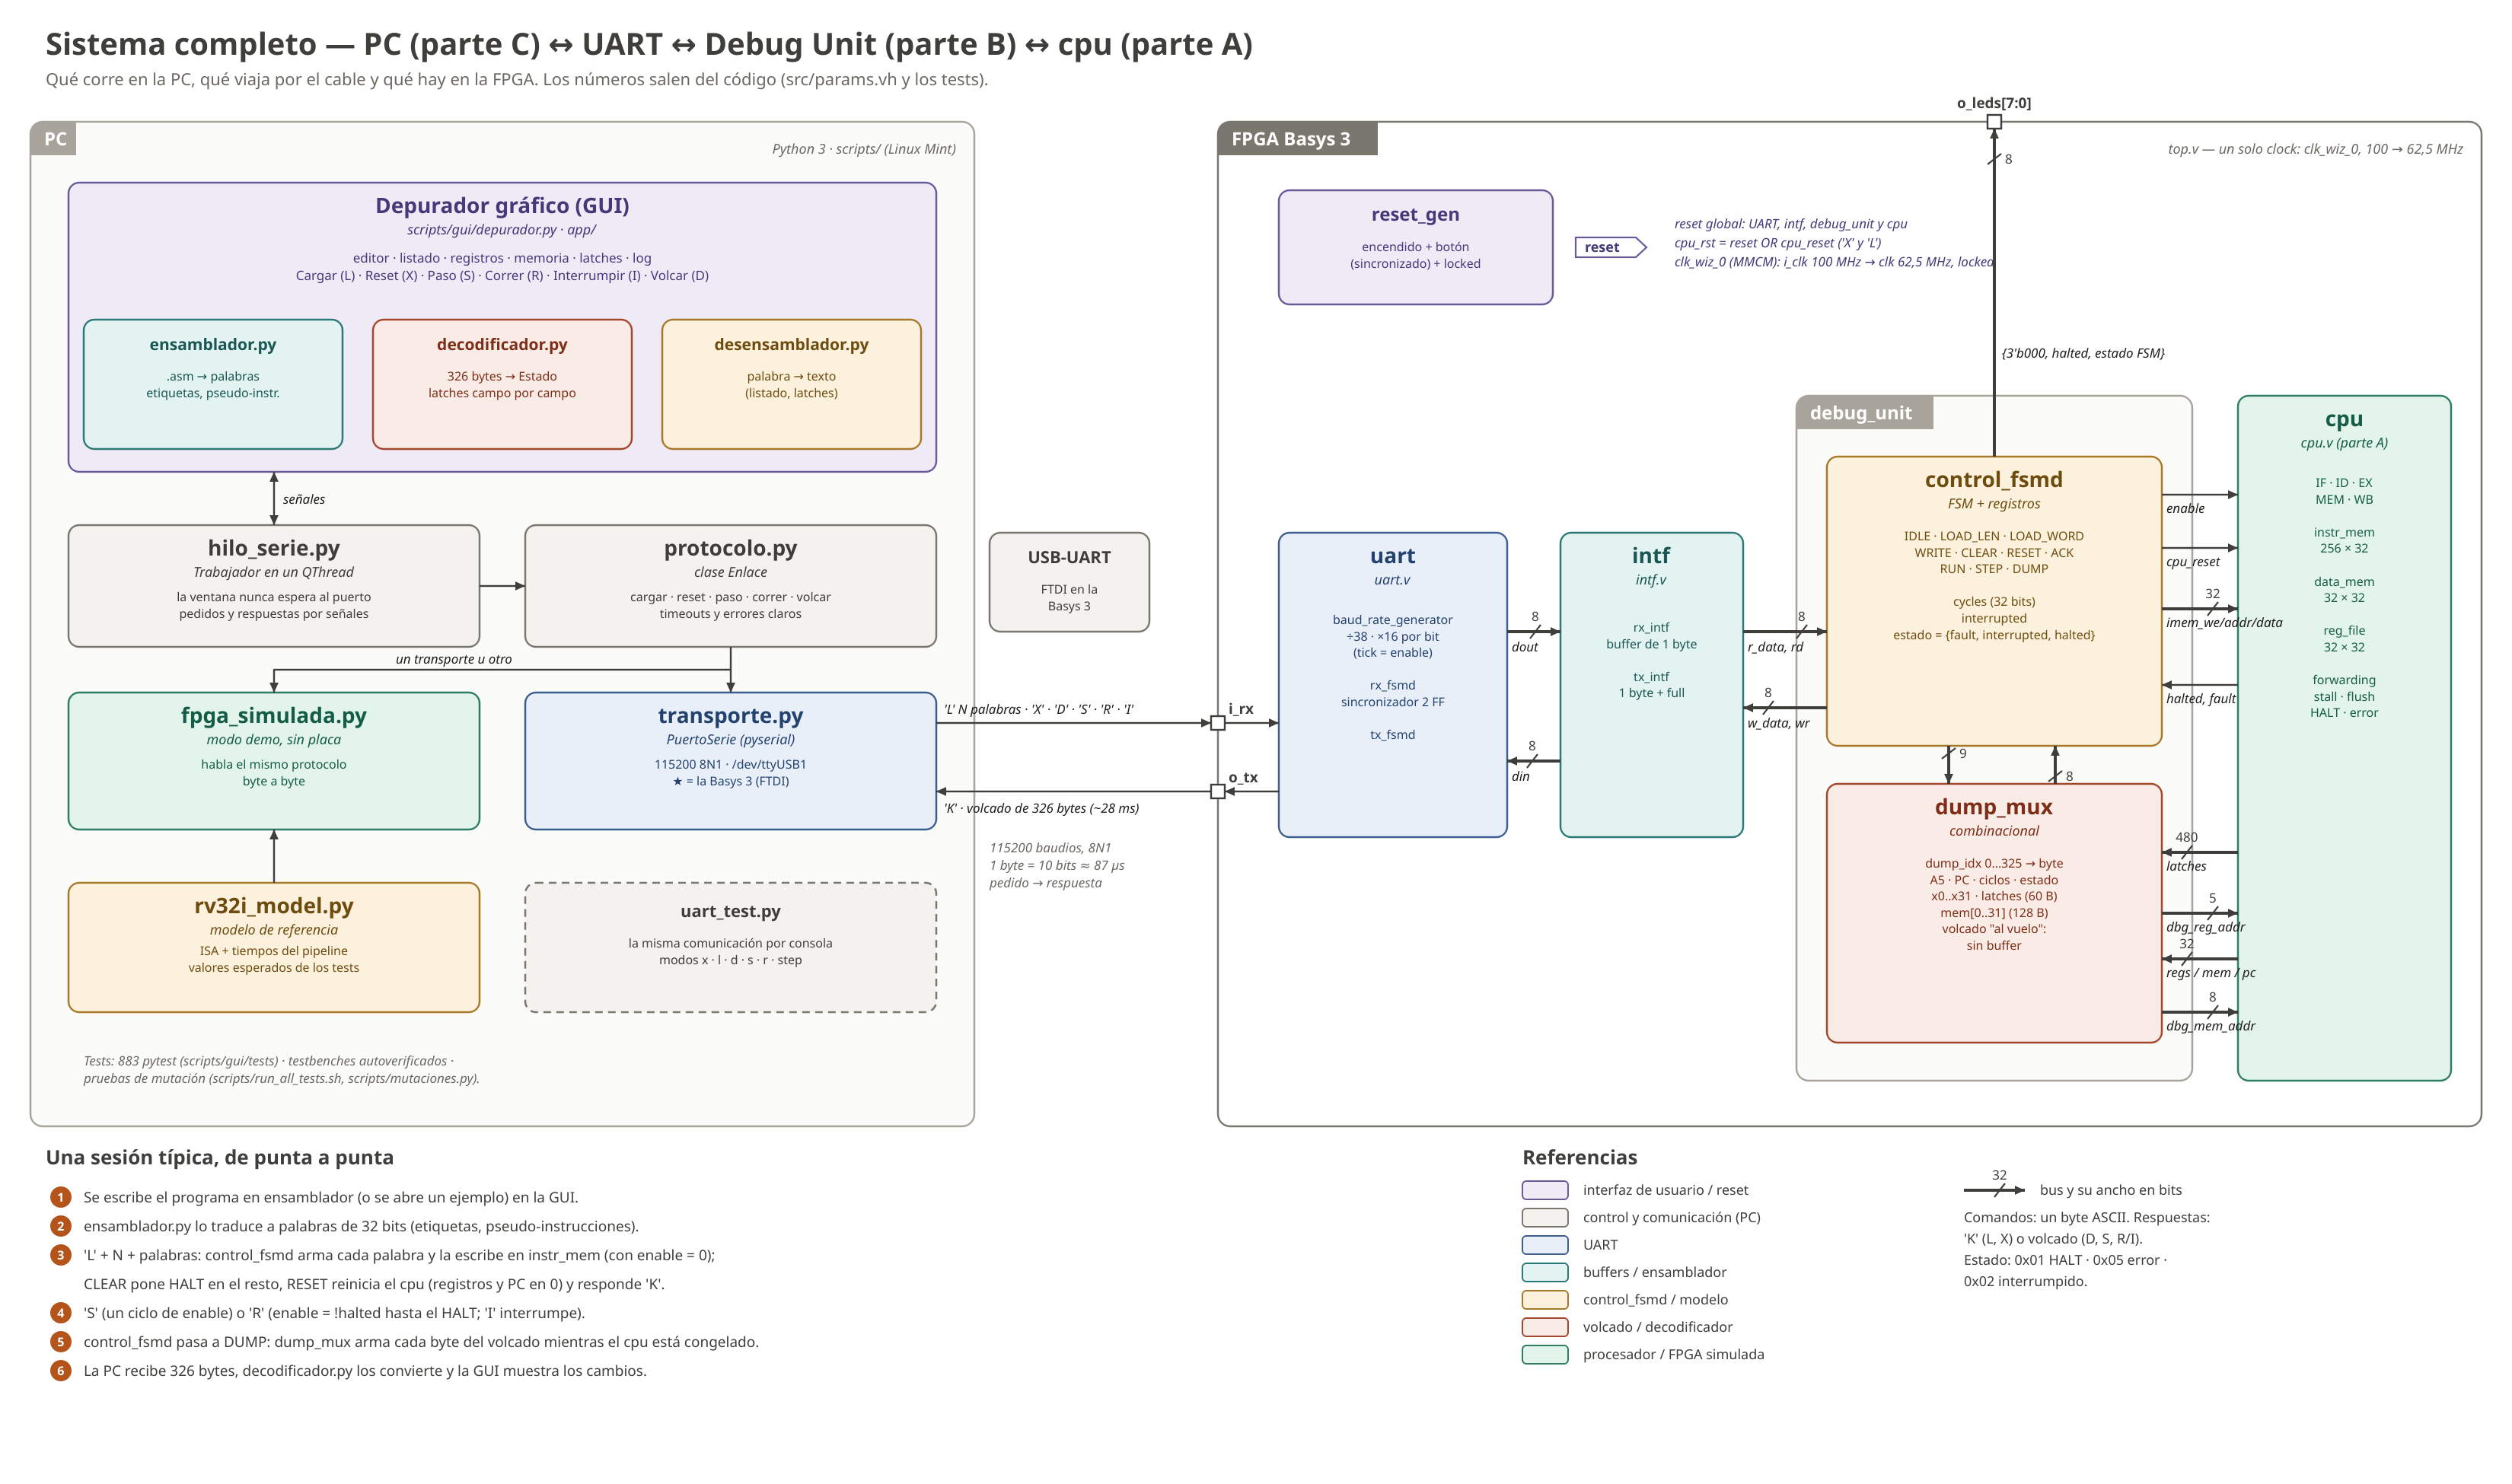 Sistema completo — PC (parte C) ↔ UART ↔ Debug Unit (parte B) ↔ cpu (parte A)
Qué corre en la PC, qué viaja por el cable y qué hay en la FPGA. Los números salen del código (src/params.vh y los tests).
PC
Python 3 · scripts/ (Linux Mint)
Depurador gráfico (GUI)
scripts/gui/depurador.py · app/
editor · listado · registros · memoria · latches · log
Cargar (L) · Reset (X) · Paso (S) · Correr (R) · Interrumpir (I) · Volcar (D)
ensamblador.py
.asm → palabras
etiquetas, pseudo-instr.
decodificador.py
326 bytes → Estado
latches campo por campo
desensamblador.py
palabra → texto
(listado, latches)
señales
hilo_serie.py
Trabajador en un QThread
la ventana nunca espera al puerto
pedidos y respuestas por señales
protocolo.py
clase Enlace
cargar · reset · paso · correr · volcar
timeouts y errores claros
un transporte u otro
fpga_simulada.py
modo demo, sin placa
habla el mismo protocolo
byte a byte
transporte.py
PuertoSerie (pyserial)
115200 8N1 · /dev/ttyUSB1
★ = la Basys 3 (FTDI)
rv32i_model.py
modelo de referencia
ISA + tiempos del pipeline
valores esperados de los tests
uart_test.py
la misma comunicación por consola
modos x · l · d · s · r · step
Tests: 883 pytest (scripts/gui/tests) · testbenches autoverificados ·
pruebas de mutación (scripts/run_all_tests.sh, scripts/mutaciones.py).
USB-UART
FTDI en la
Basys 3
'L' N palabras · 'X' · 'D' · 'S' · 'R' · 'I'
'K' · volcado de 326 bytes (~28 ms)
115200 baudios, 8N1
1 byte = 10 bits ≈ 87 µs
pedido → respuesta
o_leds[7:0]
FPGA Basys 3
8
top.v — un solo clock: clk_wiz_0, 100 → 62,5 MHz
reset_gen
encendido + botón
(sincronizado) + locked
reset
reset global: UART, intf, debug_unit y cpu
cpu_rst = reset OR cpu_reset ('X' y 'L')
clk_wiz_0 (MMCM): i_clk 100 MHz → clk 62,5 MHz, locked
{3'b000, halted, estado FSM}
i_rx
o_tx
uart
uart.v
baud_rate_generator
÷38 · ×16 por bit
(tick = enable)
rx_fsmd
sincronizador 2 FF
tx_fsmd
8
dout
8
din
intf
intf.v
rx_intf
buffer de 1 byte
tx_intf
1 byte + full
8
r_data, rd
8
w_data, wr
debug_unit
control_fsmd
FSM + registros
IDLE · LOAD_LEN · LOAD_WORD
WRITE · CLEAR · RESET · ACK
RUN · STEP · DUMP
cycles (32 bits)
interrupted
estado = {fault, interrupted, halted}
9
8
dump_mux
combinacional
dump_idx 0...325 → byte
A5 · PC · ciclos · estado
x0..x31 · latches (60 B)
mem[0..31] (128 B)
volcado "al vuelo":
sin buffer
enable
cpu_reset
32
imem_we/addr/data
halted, fault
480
latches
5
dbg_reg_addr
32
regs / mem / pc
8
dbg_mem_addr
cpu
cpu.v (parte A)
IF · ID · EX
MEM · WB
instr_mem
256 × 32
data_mem
32 × 32
reg_file
32 × 32
forwarding
stall · flush
HALT · error
Una sesión típica, de punta a punta
1 Se escribe el programa en ensamblador (o se abre un ejemplo) en la GUI.
2 ensamblador.py lo traduce a palabras de 32 bits (etiquetas, pseudo-instrucciones).
3 'L' + N + palabras: control_fsmd arma cada palabra y la escribe en instr_mem (con enable = 0);
CLEAR pone HALT en el resto, RESET reinicia el cpu (registros y PC en 0) y responde 'K'.
4 'S' (un ciclo de enable) o 'R' (enable = !halted hasta el HALT; 'I' interrumpe).
5 control_fsmd pasa a DUMP: dump_mux arma cada byte del volcado mientras el cpu está congelado.
6 La PC recibe 326 bytes, decodificador.py los convierte y la GUI muestra los cambios.
Referencias
interfaz de usuario / reset
control y comunicación (PC)
UART
buffers / ensamblador
control_fsmd / modelo
volcado / decodificador
procesador / FPGA simulada
32
bus y su ancho en bits
Comandos: un byte ASCII. Respuestas:
'K' (L, X) o volcado (D, S, R/I).
Estado: 0x01 HALT · 0x05 error ·
0x02 interrumpido.